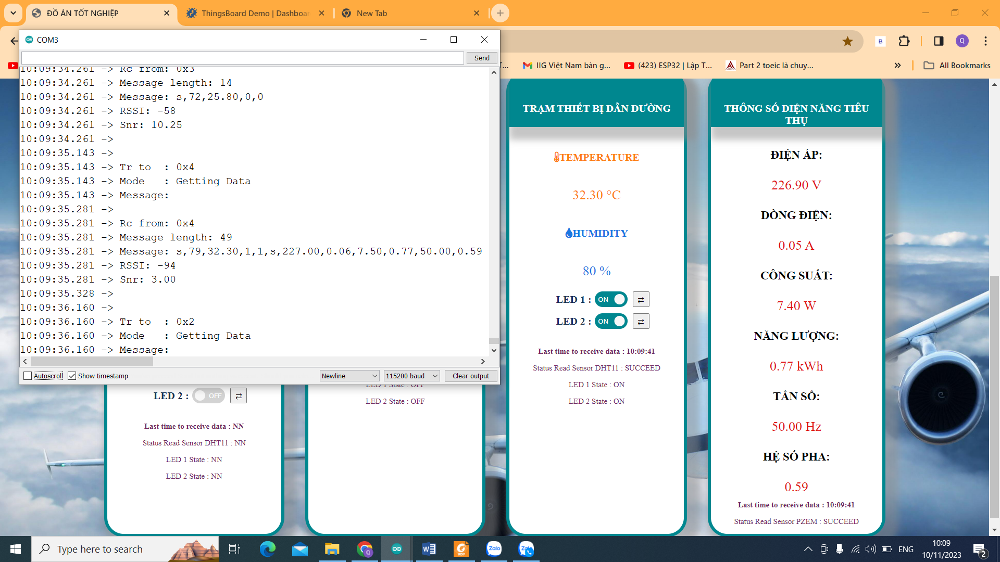 ĐỒ ÁN TỐT NGHIỆP
ThingsBoard Demo | Dashboar
New Tab
COM3
Send
10:09:34.261 -> Rc from: 0x3
10:09:34.261 -> Message length: 14
10:09:34.261 -> Message: s,72,25.80,0,0
10:09:34.261 -> RSSI: -58
10:09:34.261 -> Snr: 10.25
10:09:34.261 ->
10:09:35.143 ->
10:09:35.143 -> Tr to  : 0x4
10:09:35.143 -> Mode   : Getting Data
10:09:35.143 -> Message:
10:09:35.281 ->
10:09:35.281 -> Rc from: 0x4
10:09:35.281 -> Message length: 49
10:09:35.281 -> Message: s,79,32.30,1,1,s,227.00,0.06,7.50,0.77,50.00,0.59
10:09:35.281 -> RSSI: -94
10:09:35.281 -> Snr: 3.00
10:09:35.328 ->
10:09:36.160 ->
10:09:36.160 -> Tr to  : 0x2
10:09:36.160 -> Mode   : Getting Data
10:09:36.160 -> Message:
Autoscroll
Show timestamp
Newline
115200 baud
Clear output
Q
B
T...
IIG Việt Nam bàn g...
(423) ESP32 | Lập T...
Part 2 toeic là chuy...
All Bookmarks
LED 2 : OFF
Last time to receive data : NN
Status Read Sensor DHT11 : NN
LED 1 State : NN
LED 2 State : NN
LED 1 State : OFF
LED 2 State : OFF
TRẠM THIẾT BỊ DẪN ĐƯỜNG
TEMPERATURE
32.30 °C
HUMIDITY
80 %
LED 1 : ON
LED 2 : ON
Last time to receive data : 10:09:41
Status Read Sensor DHT11 : SUCCEED
LED 1 State : ON
LED 2 State : ON
THÔNG SỐ ĐIỆN NĂNG TIÊU
THỤ
ĐIỆN ÁP:
226.90 V
DÒNG ĐIỆN:
0.05 A
CÔNG SUẤT:
7.40 W
NĂNG LƯỢNG:
0.77 kWh
TẦN SỐ:
50.00 Hz
HỆ SỐ PHA:
0.59
Last time to receive data : 10:09:41
Status Read Sensor PZEM : SUCCEED
Type here to search
Q
W
PDF
Zalo
Zalo
ENG
10:09
10/11/2023
2